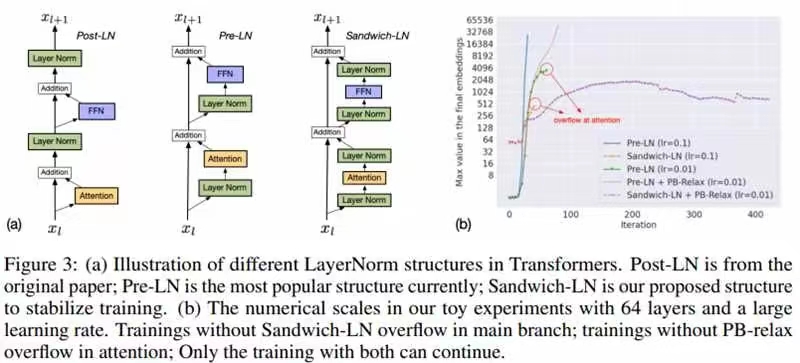 Post-LN
Pre-LN
Sandwich-LN
x_{l+1}
x_{l+1}
x_{l+1}
Layer Norm
Addition
FFN
Layer Norm
Addition
Attention
x_l
Addition
FFN
Layer Norm
Addition
Attention
Layer Norm
x_l
Addition
Layer Norm
FFN
Layer Norm
Addition
Layer Norm
Attention
Layer Norm
x_l
(a)
Max value in the final embeddings
65536
32768
16384
8192
4096
2048
1024
512
256
128
64
32
16
8
overflow at attention
Pre-LN (lr=0.1)
Sandwich-LN (lr=0.1)
Pre-LN (lr=0.01)
Pre-LN + PB-Relax (lr=0.01)
Sandwich-LN + PB-Relax (lr=0.01)
0
100
200
300
400
Iteration
(b)
Figure 3: (a) Illustration of different LayerNorm structures in Transformers. Post-LN is from the
original paper; Pre-LN is the most popular structure currently; Sandwich-LN is our proposed structure
to stabilize training. (b) The numerical scales in our toy experiments with 64 layers and a large
learning rate. Trainings without Sandwich-LN overflow in main branch; trainings without PB-relax
overflow in attention; Only the training with both can continue.